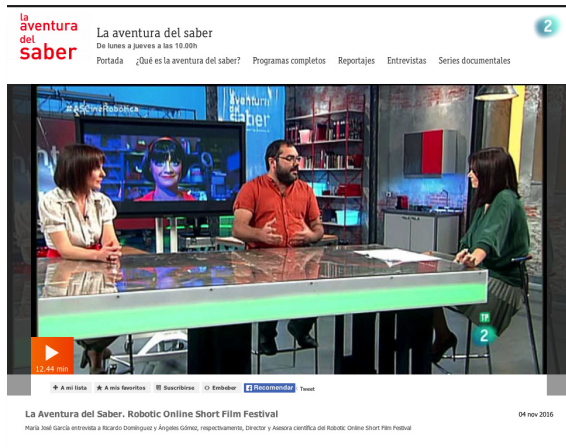 la
aventura
del
saber
La aventura del saber
De lunes a jueves a las 10.00h
2
Portada ¿Qué es la aventura del saber? Programas completos Reportajes Entrevistas Series documentales
#ASCineRobotica
aventura
del
saber
2
12.44 min
A mi lista A mis favoritos Suscribirse Embeber Recomendar Tweet
La Aventura del Saber. Robotic Online Short Film Festival
04 nov 2016
María José García entrevista a Ricardo Domínguez y Ángeles Gómez, respectivamente, Director y Asesora científica del Robotic Online Short Film Festival